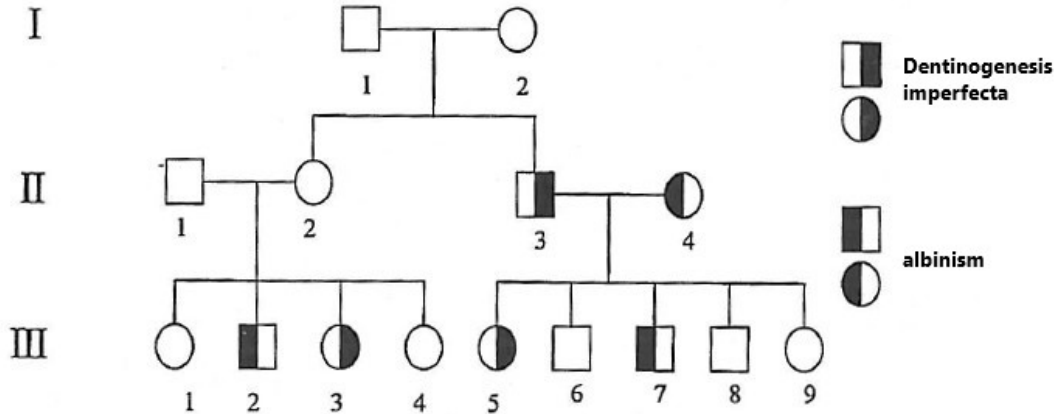 I
1 2
Dentinogenesis
imperfecta
II
1 2 3 4
albinism
III
1 2 3 4 5 6 7 8 9